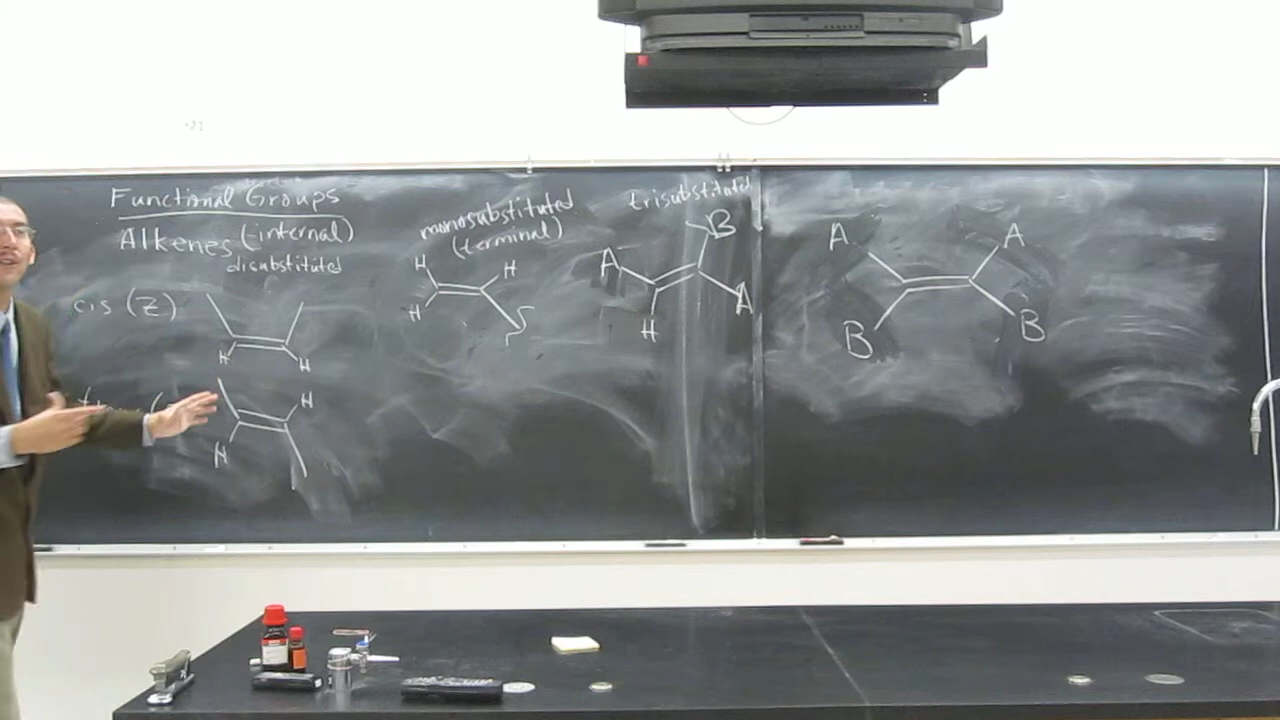 Functional Groups
Alkenes (internal)
disubstituted
cis (Z)
H H
H
H
monosubstituted
(terminal)
H H
H
trisubstituted
B
A
A
H
A A
B B